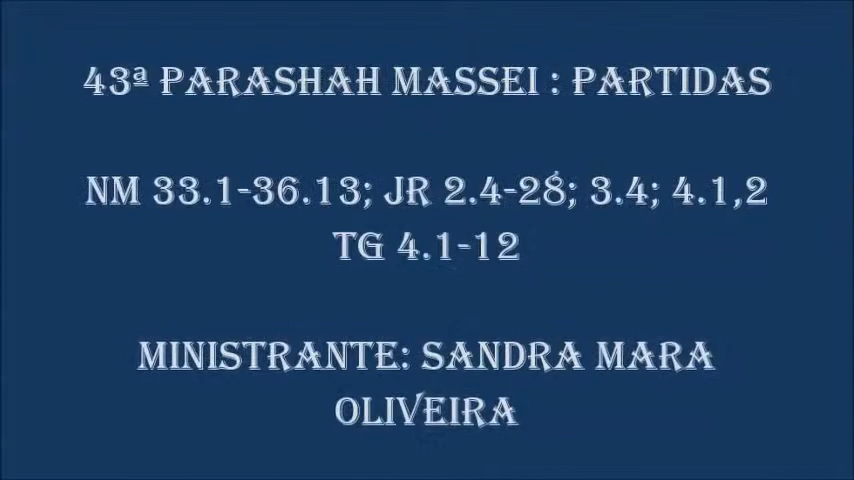 43ª PARASHAH MASSEI : PARTIDAS
NM 33.1-36.13; JR 2.4-28; 3.4; 4.1,2
TG 4.1-12
MINISTRANTE: SANDRA MARA
OLIVEIRA